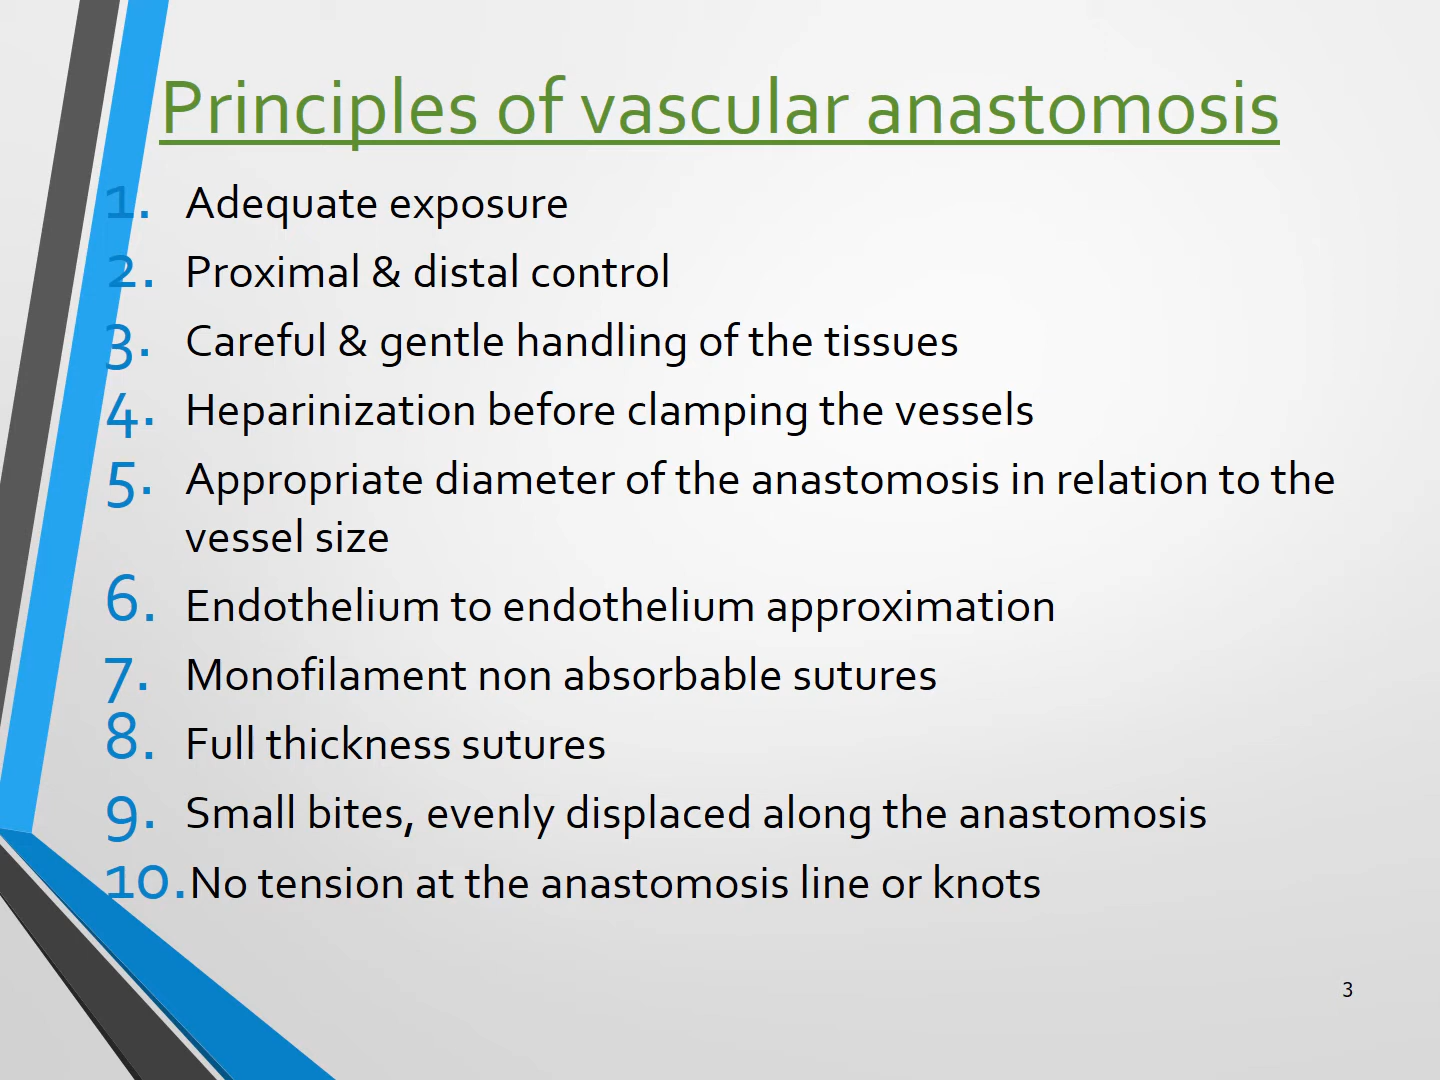 Principles of vascular anastomosis
1. Adequate exposure
2. Proximal & distal control
3. Careful & gentle handling of the tissues
4. Heparinization before clamping the vessels
5. Appropriate diameter of the anastomosis in relation to the
vessel size
6. Endothelium to endothelium approximation
7. Monofilament non absorbable sutures
8. Full thickness sutures
9. Small bites, evenly displaced along the anastomosis
10. No tension at the anastomosis line or knots
3